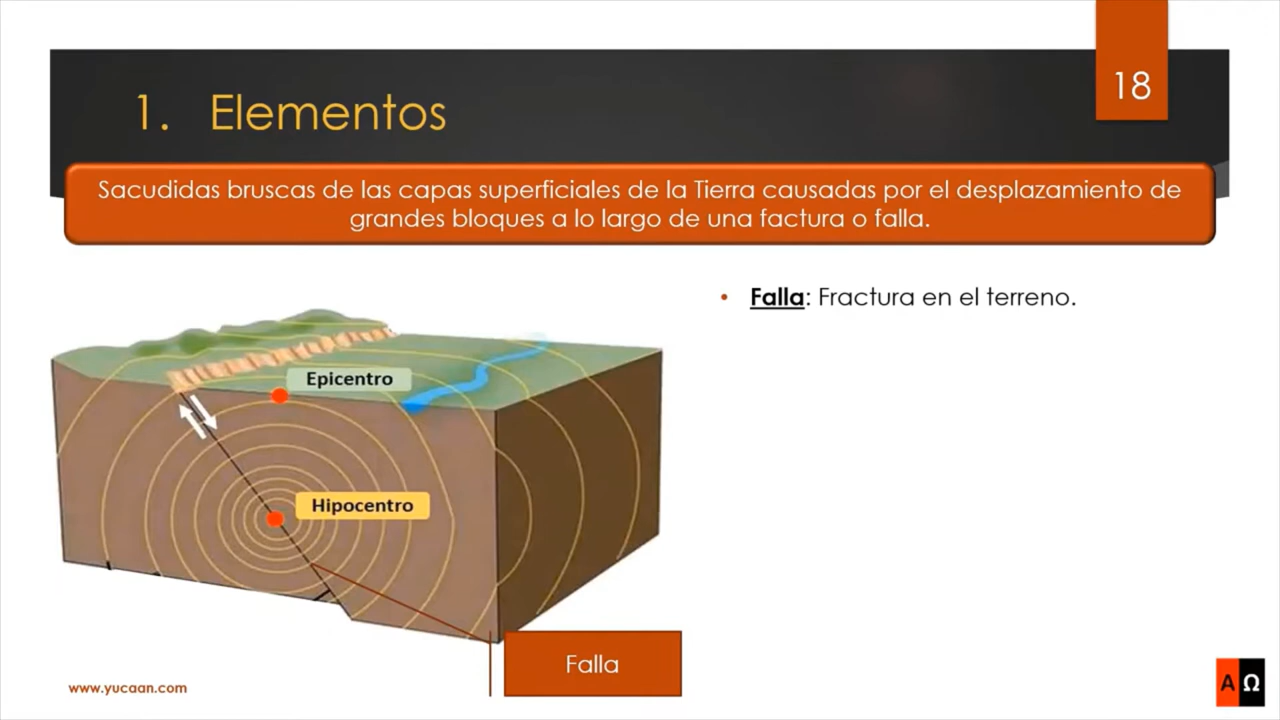 18
1. Elementos
Sacudidas bruscas de las capas superficiales de la Tierra causadas por el desplazamiento de
grandes bloques a lo largo de una factura o falla.
• Falla: Fractura en el terreno.
Epicentro
Hipocentro
Falla
www.yucaan.com
ΑΩ